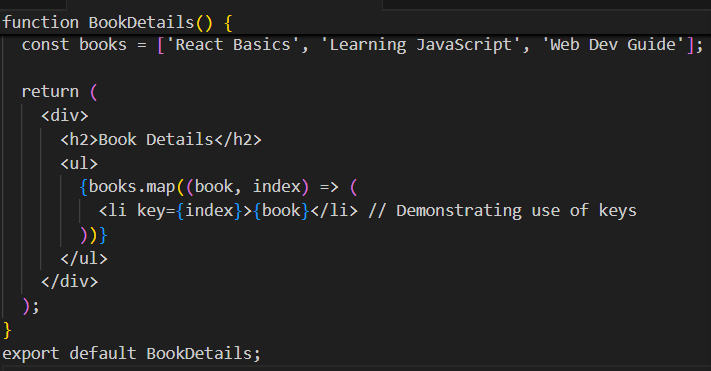 function BookDetails() {
const books = ['React Basics', 'Learning JavaScript', 'Web Dev Guide'];
return (
<div>
<h2>Book Details</h2>
<ul>
{books.map((book, index) => (
<li key={index}>{book}</li> // Demonstrating use of keys
))}
</ul>
</div>
);
}
export default BookDetails;